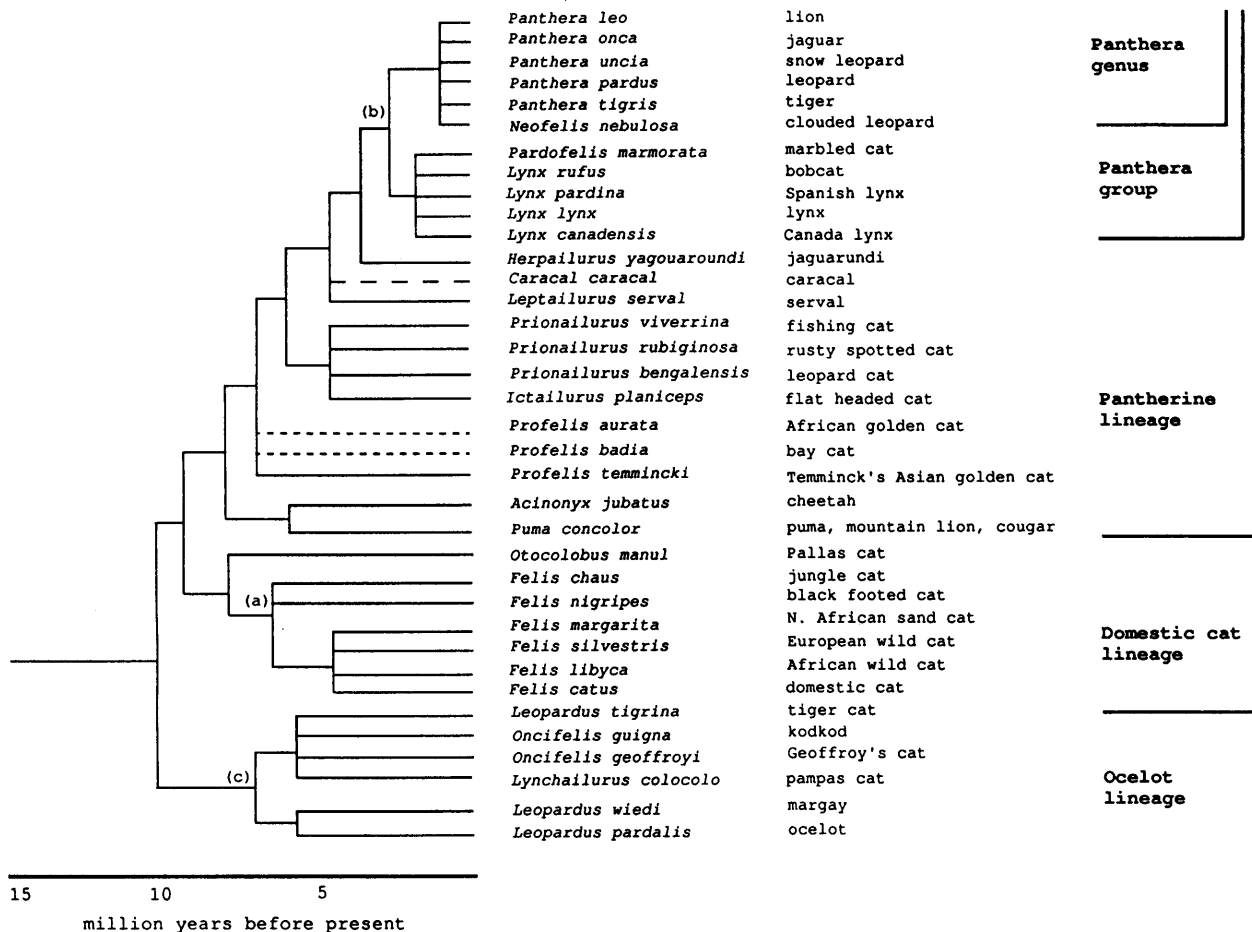 Panthera leo lion
Panthera onca jaguar
Panthera uncia snow leopard
Panthera pardus leopard
Panthera tigris tiger
Neofelis nebulosa clouded leopard
Panthera
genus
(b)
Pardofelis marmorata marbled cat
Lynx rufus bobcat
Lynx pardina Spanish lynx
Lynx lynx lynx
Lynx canadensis Canada lynx
Panthera
group
Herpailurus yagouaroundi jaguarundi
Caracal caracal caracal
Leptailurus serval serval
Prionailurus viverrina fishing cat
Prionailurus rubiginosa rusty spotted cat
Prionailurus bengalensis leopard cat
Ictailurus planiceps flat headed cat
Profelis aurata African golden cat
Profelis badia bay cat
Profelis temmincki Temminck's Asian golden cat
Acinonyx jubatus cheetah
Puma concolor puma, mountain lion, cougar
Pantherine
lineage
Otocolobus manul Pallas cat
Felis chaus jungle cat
(a)
Felis nigripes black footed cat
Felis margarita N. African sand cat
Felis silvestris European wild cat
Felis libyca African wild cat
Felis catus domestic cat
Domestic cat
lineage
Leopardus tigrina tiger cat
Oncifelis guigna kodkod
Oncifelis geoffroyi Geoffroy's cat
(c)
Lynchailurus colocolo pampas cat
Leopardus wiedi margay
Leopardus pardalis ocelot
Ocelot
lineage
15 10 5
million years before present